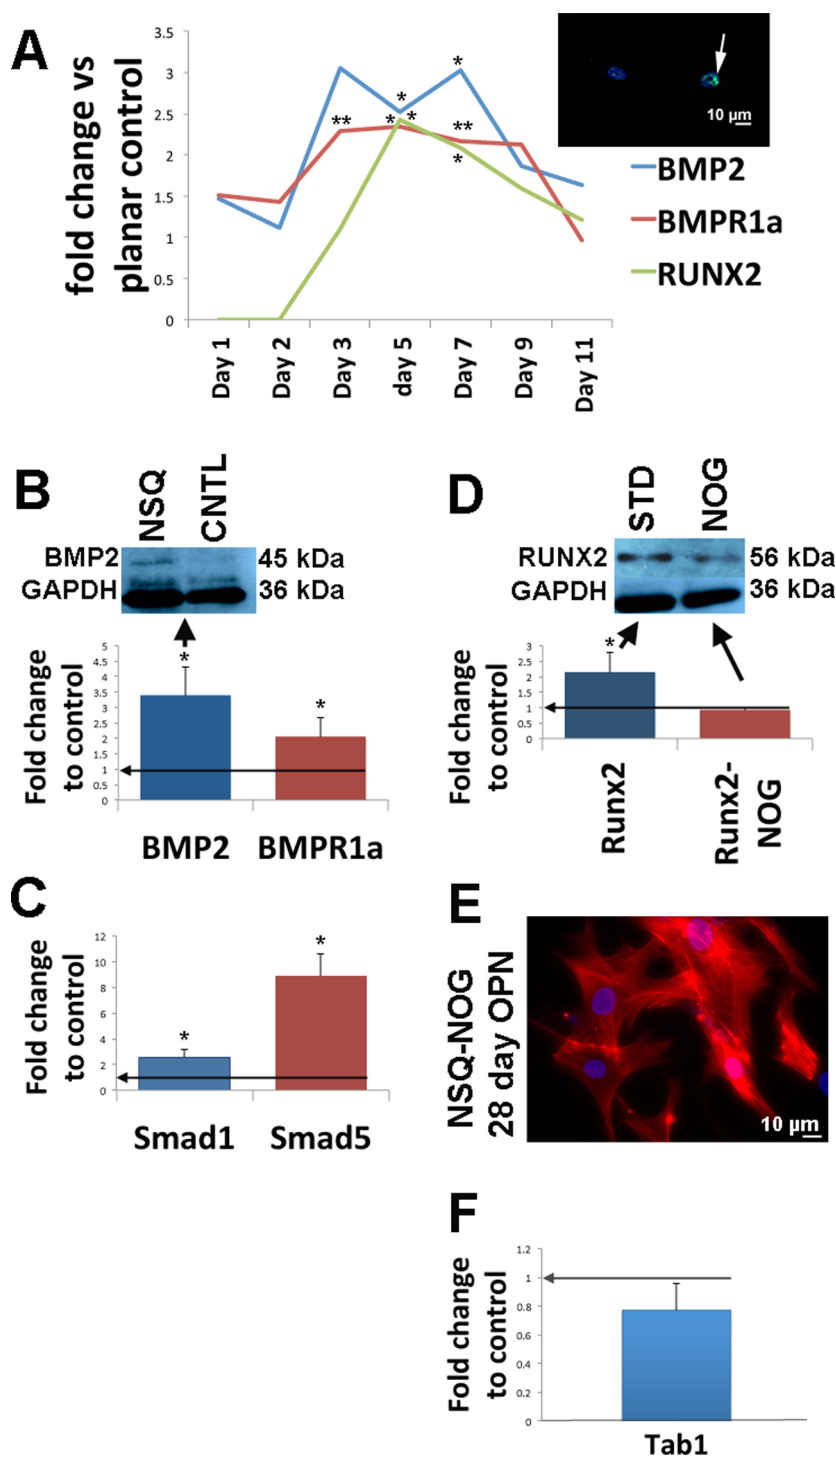 A
fold change vs
planar control
4
3.5
3
2.5
2
1.5
1
0.5
0
*
*
**
*
*
**
*
Day 1
Day 2
Day 3
day 5
Day 7
Day 9
Day 11
10 µm
BMP2
BMPR1a
RUNX2
B
NSQ
CNTL
BMP2
45 kDa
GAPDH
36 kDa
Fold change
to control
5
4.5
4
3.5
3
2.5
2
1.5
1
0.5
0
*
*
BMP2
BMPR1a
C
Fold change
to control
12
10
8
6
4
2
0
*
*
Smad1
Smad5
D
STD
NOG
RUNX2
56 kDa
GAPDH
36 kDa
Fold change
to control
3
2.5
2
1.5
1
0.5
0
*
Runx2
Runx2-
NOG
E
NSQ-NOG
28 day OPN
10 µm
F
Fold change
to control
1.2
1
0.8
0.6
0.4
0.2
0
Tab1